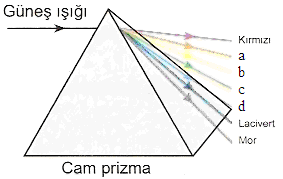 Güneş ışığı
Kırmızı
a
b
c
d
Lacivert
Mor
Cam prizma